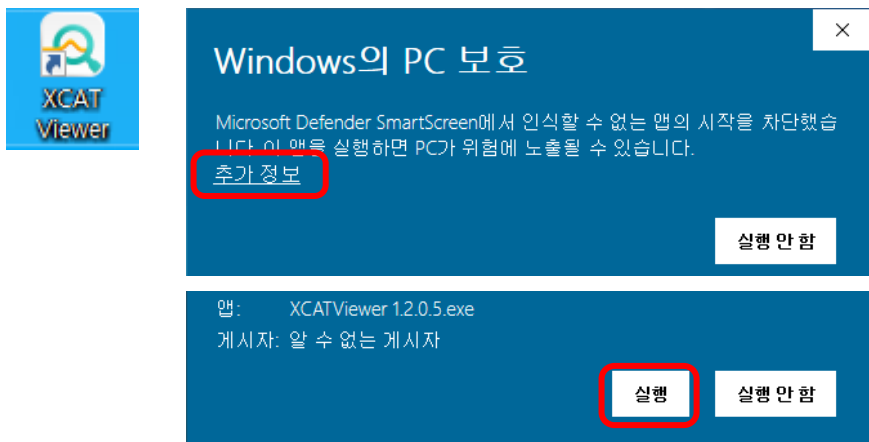 XCAT
Viewer
Windows의 PC 보호
Microsoft Defender SmartScreen에서 인식할 수 없는 앱의 시작을 차단했습
니다. 이 앱을 실행하면 PC가 위험에 노출될 수 있습니다.
추가 정보
실행 안 함
앱: XCATViewer 1.2.0.5.exe
게시자: 알 수 없는 게시자
실행 실행 안 함